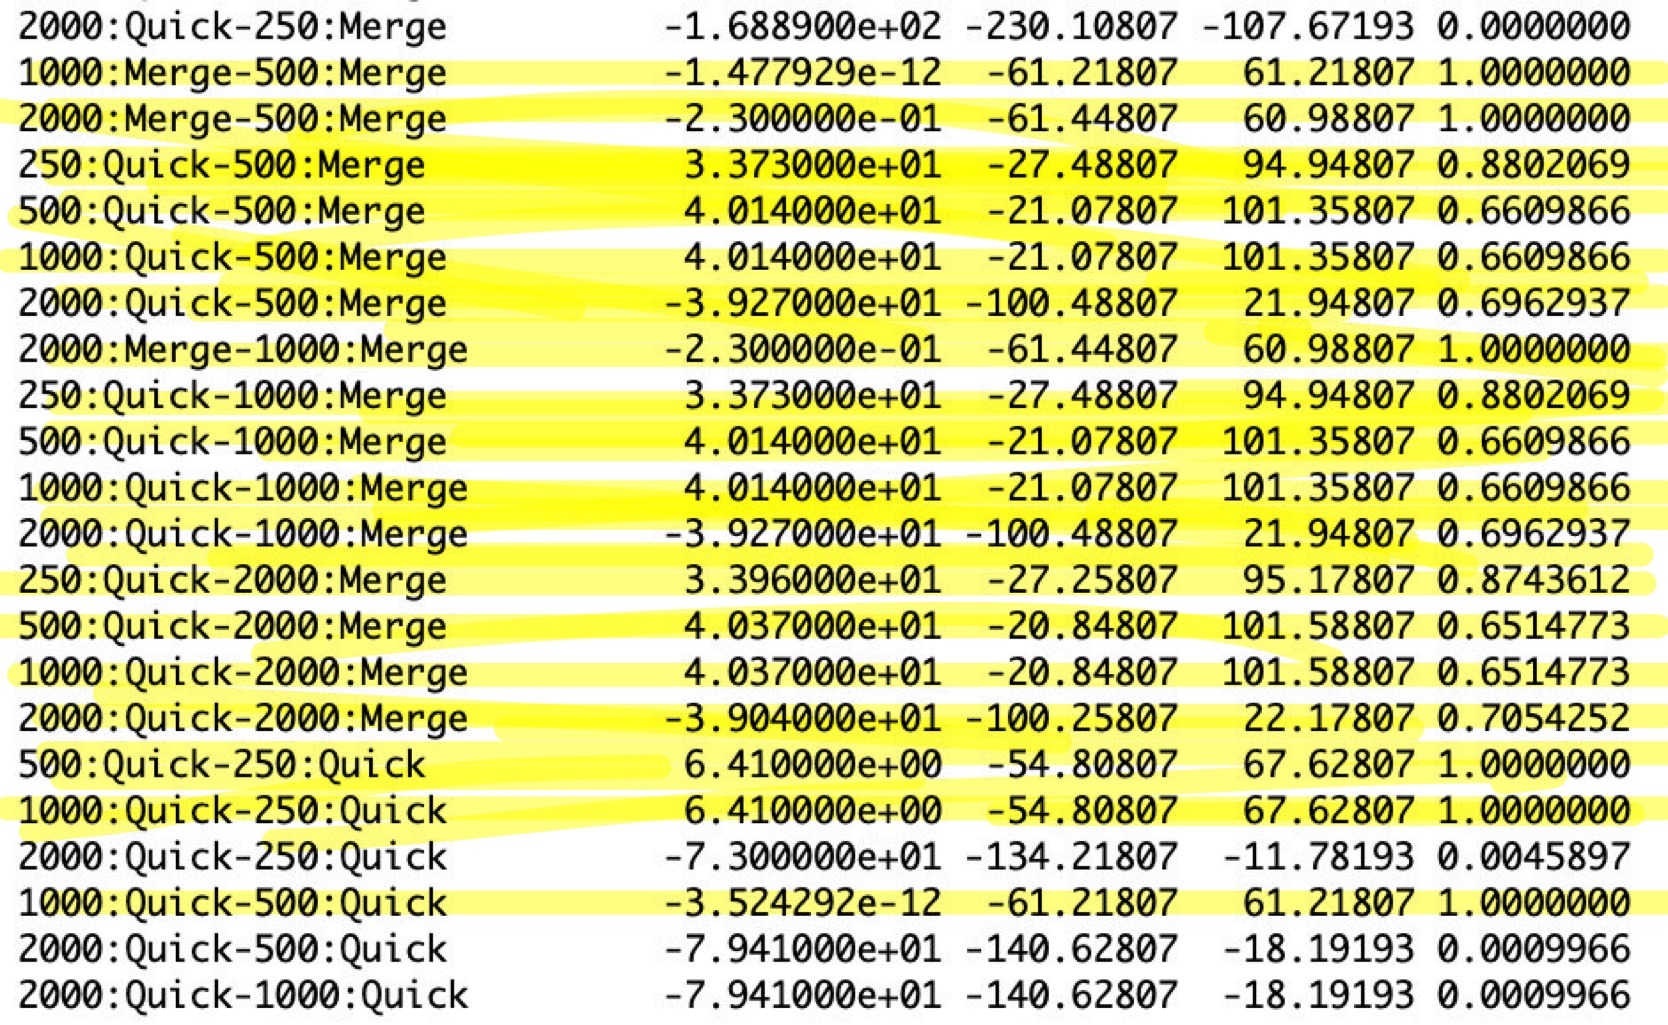 2000:Quick-250:Merge -1.688900e+02 -230.10807 -107.67193 0.0000000
1000:Merge-500:Merge -1.477929e-12 -61.21807 61.21807 1.0000000
2000:Merge-500:Merge -2.300000e-01 -61.44807 60.98807 1.0000000
250:Quick-500:Merge 3.373000e+01 -27.48807 94.94807 0.8802069
500:Quick-500:Merge 4.014000e+01 -21.07807 101.35807 0.6609866
1000:Quick-500:Merge 4.014000e+01 -21.07807 101.35807 0.6609866
2000:Quick-500:Merge -3.927000e+01 -100.48807 21.94807 0.6962937
2000:Merge-1000:Merge -2.300000e-01 -61.44807 60.98807 1.0000000
250:Quick-1000:Merge 3.373000e+01 -27.48807 94.94807 0.8802069
500:Quick-1000:Merge 4.014000e+01 -21.07807 101.35807 0.6609866
1000:Quick-1000:Merge 4.014000e+01 -21.07807 101.35807 0.6609866
2000:Quick-1000:Merge -3.927000e+01 -100.48807 21.94807 0.6962937
250:Quick-2000:Merge 3.396000e+01 -27.25807 95.17807 0.8743612
500:Quick-2000:Merge 4.037000e+01 -20.84807 101.58807 0.6514773
1000:Quick-2000:Merge 4.037000e+01 -20.84807 101.58807 0.6514773
2000:Quick-2000:Merge -3.904000e+01 -100.25807 22.17807 0.7054252
500:Quick-250:Quick 6.410000e+00 -54.80807 67.62807 1.0000000
1000:Quick-250:Quick 6.410000e+00 -54.80807 67.62807 1.0000000
2000:Quick-250:Quick -7.300000e+01 -134.21807 -11.78193 0.0045897
1000:Quick-500:Quick -3.524292e-12 -61.21807 61.21807 1.0000000
2000:Quick-500:Quick -7.941000e+01 -140.62807 -18.19193 0.0009966
2000:Quick-1000:Quick -7.941000e+01 -140.62807 -18.19193 0.0009966